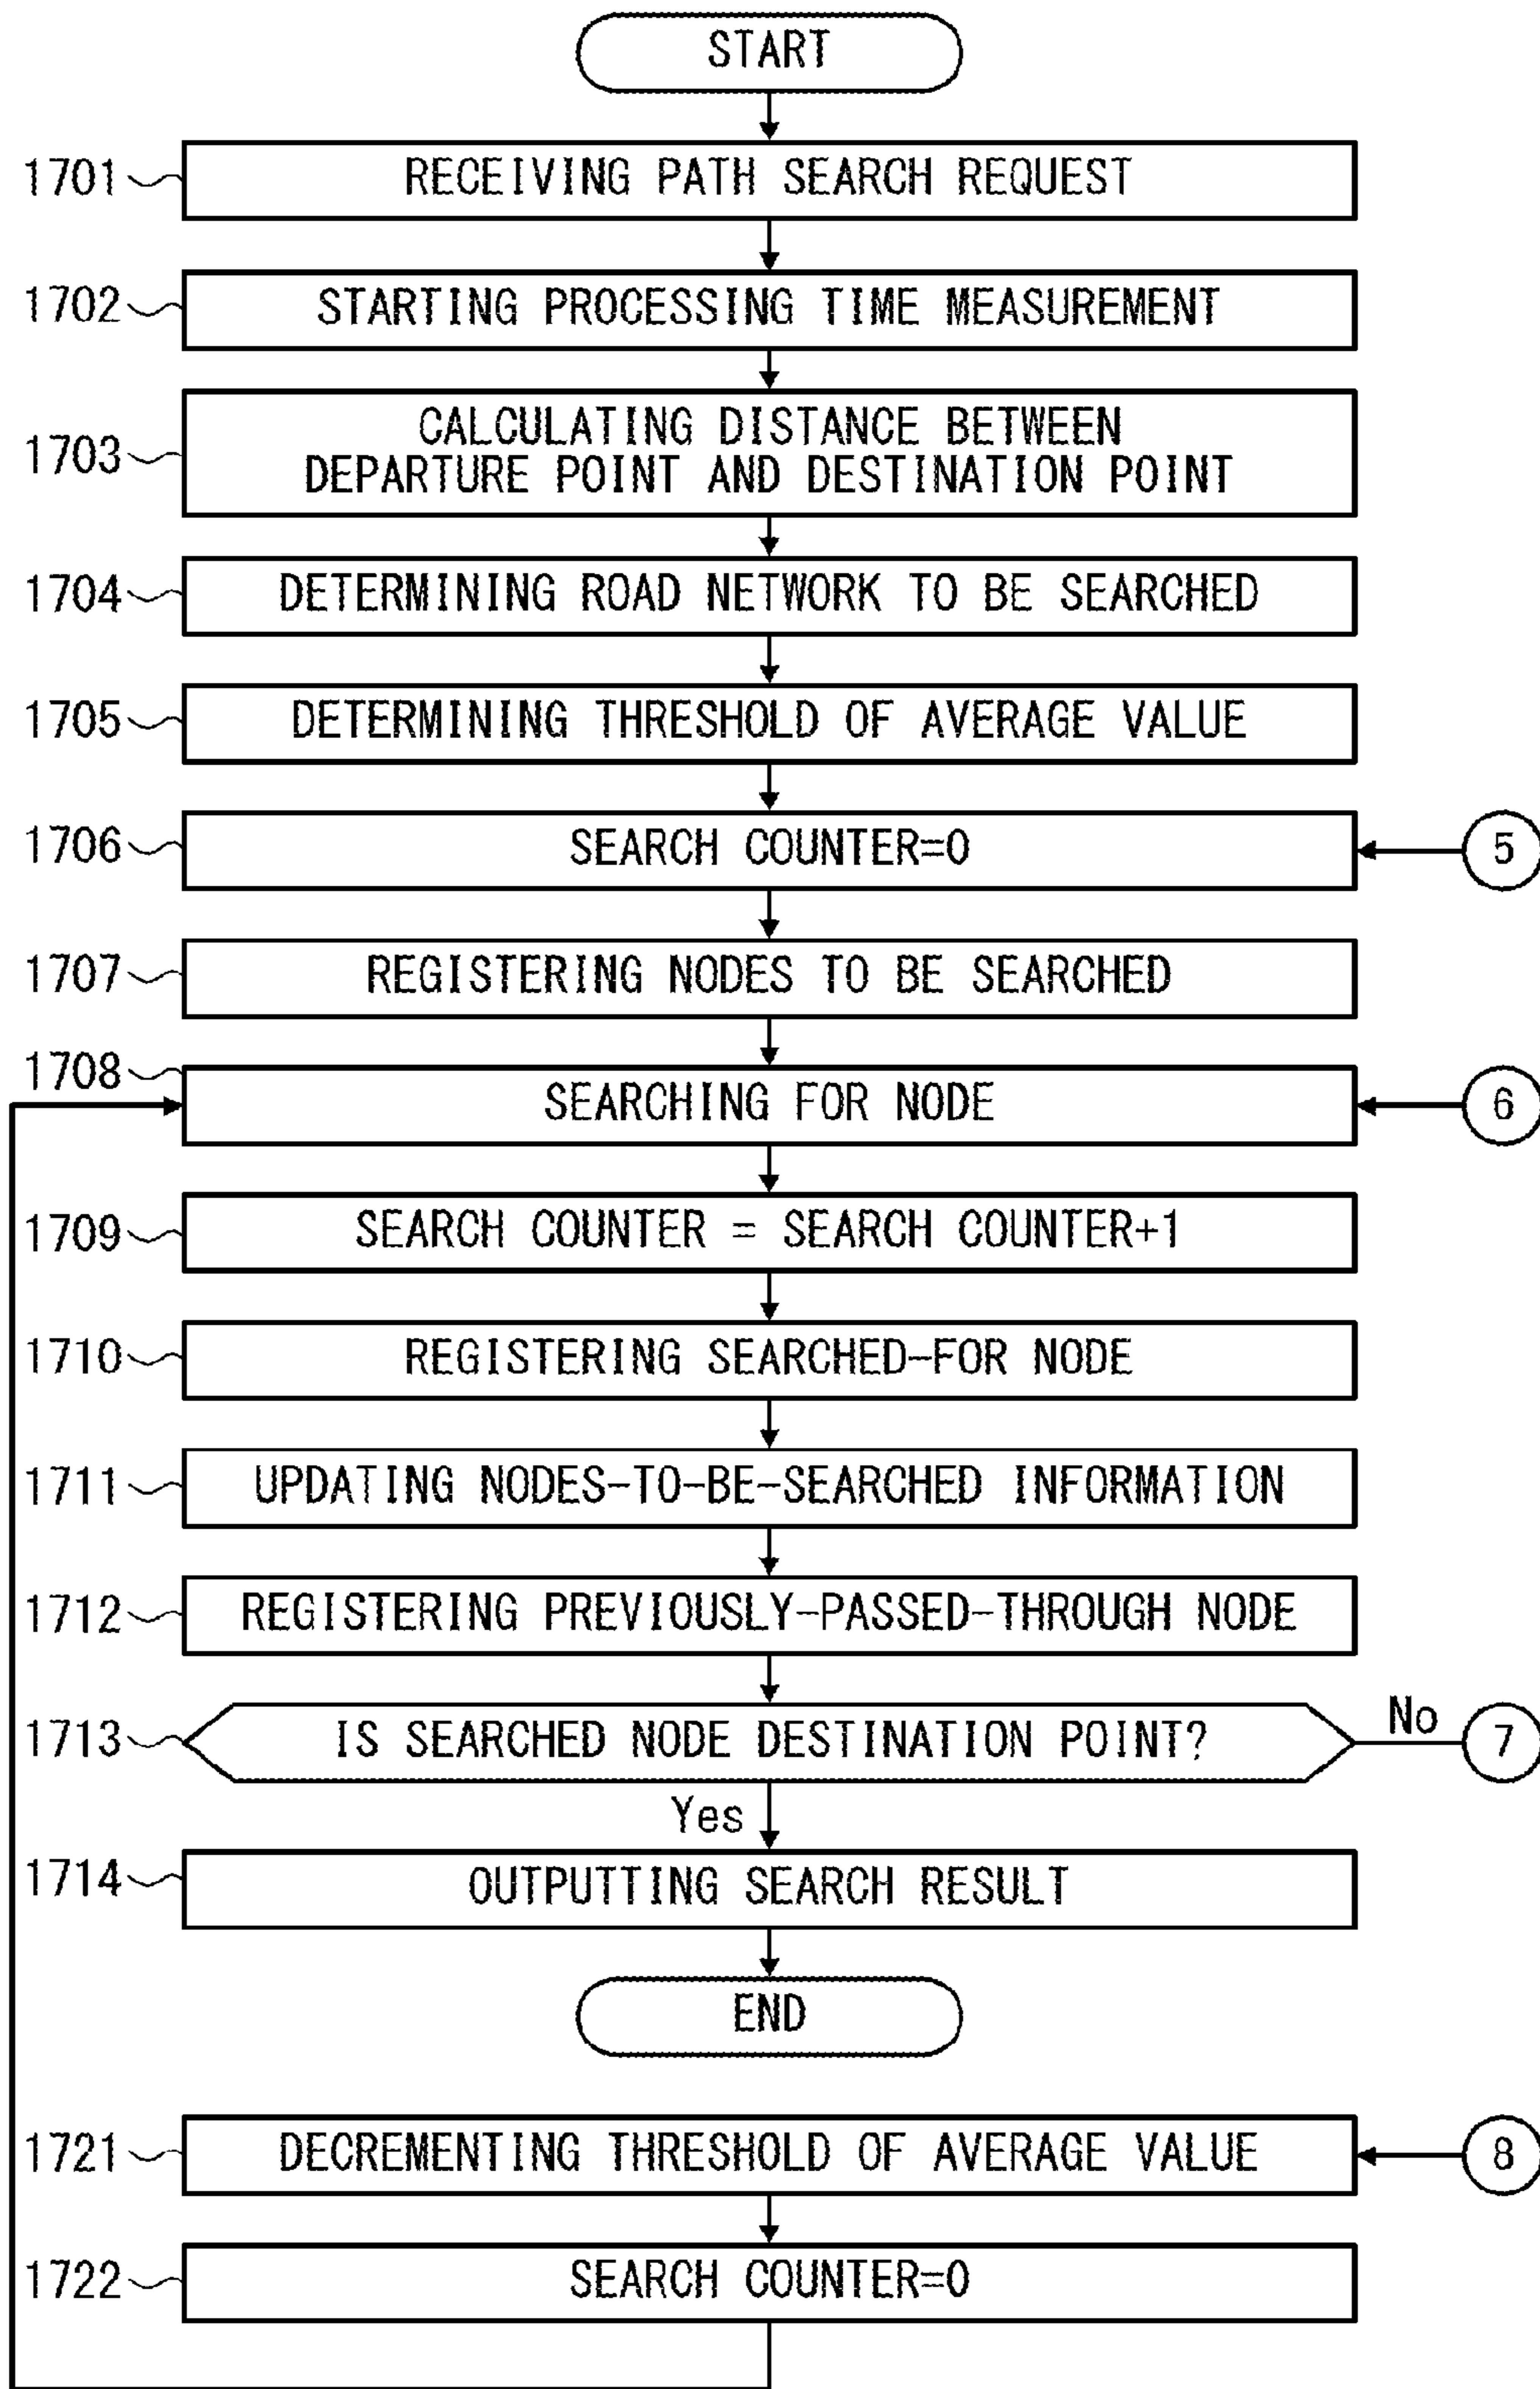 START
1701
RECEIVING PATH SEARCH REQUEST
1702
STARTING PROCESSING TIME MEASUREMENT
1703
CALCULATING DISTANCE BETWEEN
DEPARTURE POINT AND DESTINATION POINT
1704
DETERMINING ROAD NETWORK TO BE SEARCHED
1705
DETERMINING THRESHOLD OF AVERAGE VALUE
1706
SEARCH COUNTER=0
5
1707
REGISTERING NODES TO BE SEARCHED
1708
SEARCHING FOR NODE
6
1709
SEARCH COUNTER = SEARCH COUNTER+1
1710
REGISTERING SEARCHED-FOR NODE
1711
UPDATING NODES-TO-BE-SEARCHED INFORMATION
1712
REGISTERING PREVIOUSLY-PASSED-THROUGH NODE
1713
IS SEARCHED NODE DESTINATION POINT?
No
7
Yes
1714
OUTPUTTING SEARCH RESULT
END
1721
DECREMENTING THRESHOLD OF AVERAGE VALUE
8
1722
SEARCH COUNTER=0